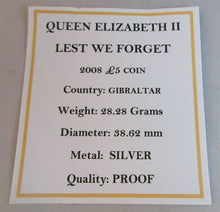 QUEEN ELIZABETH II
LEST WE FORGET
2008 £5 COIN
Country: GIBRALTAR
Weight: 28.28 Grams
Diameter: 38.62 mm
Metal: SILVER
Quality: PROOF